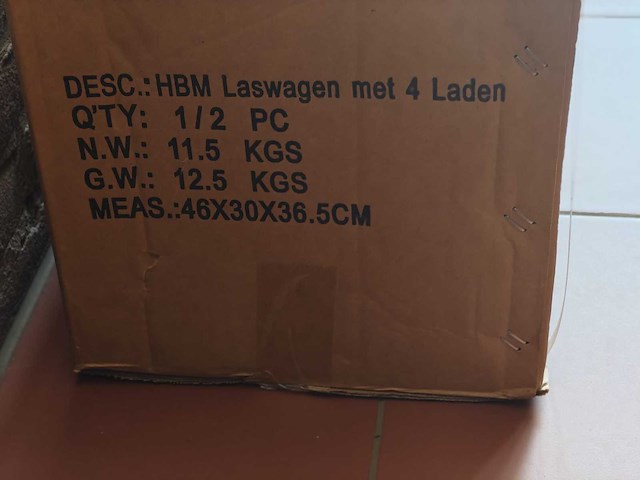 DESC.: HBM Laswagen met 4 Laden
Q'TY: 1/2 PC
N.W.: 11.5 KGS
G.W.: 12.5 KGS
MEAS.:46X30X36.5CM